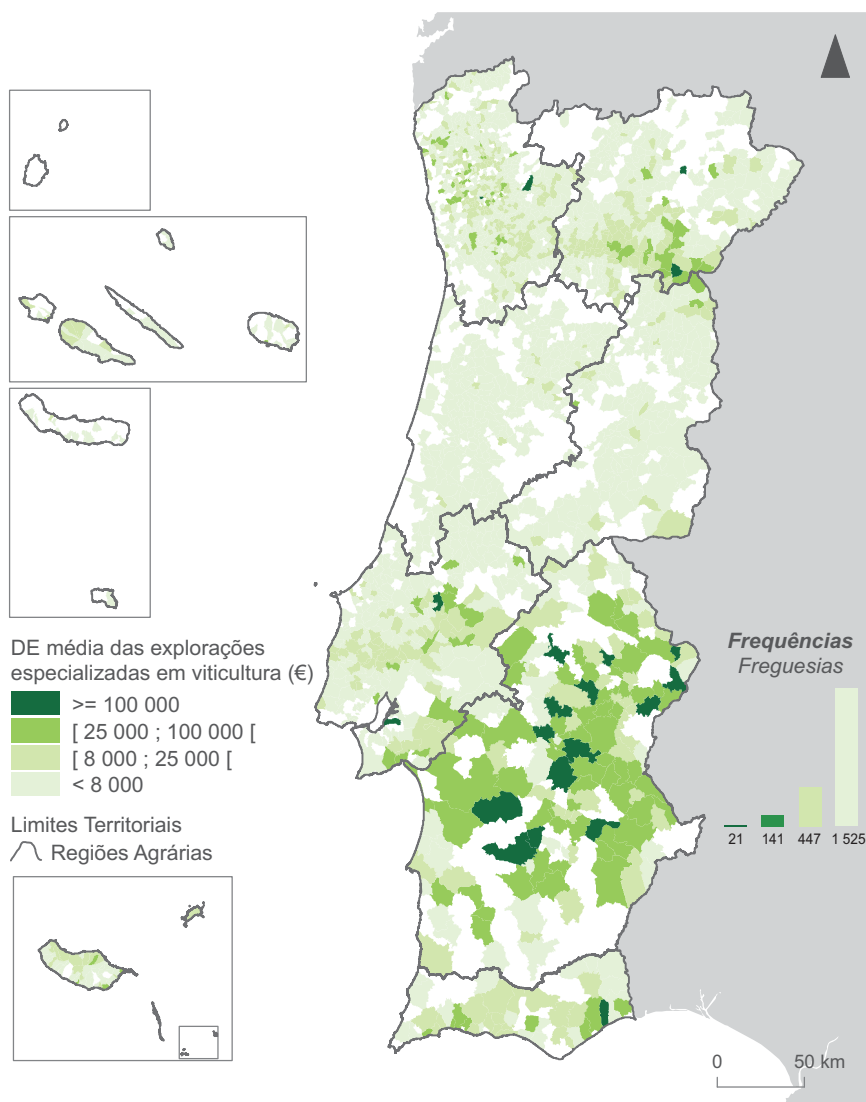 DE média das explorações
especializadas em viticultura (€)
>= 100 000
[ 25 000 ; 100 000 [
[ 8 000 ; 25 000 [
< 8 000
Limites Territoriais
Regiões Agrárias
Frequências
Freguesias
21 141 447 1 525
0 50 km